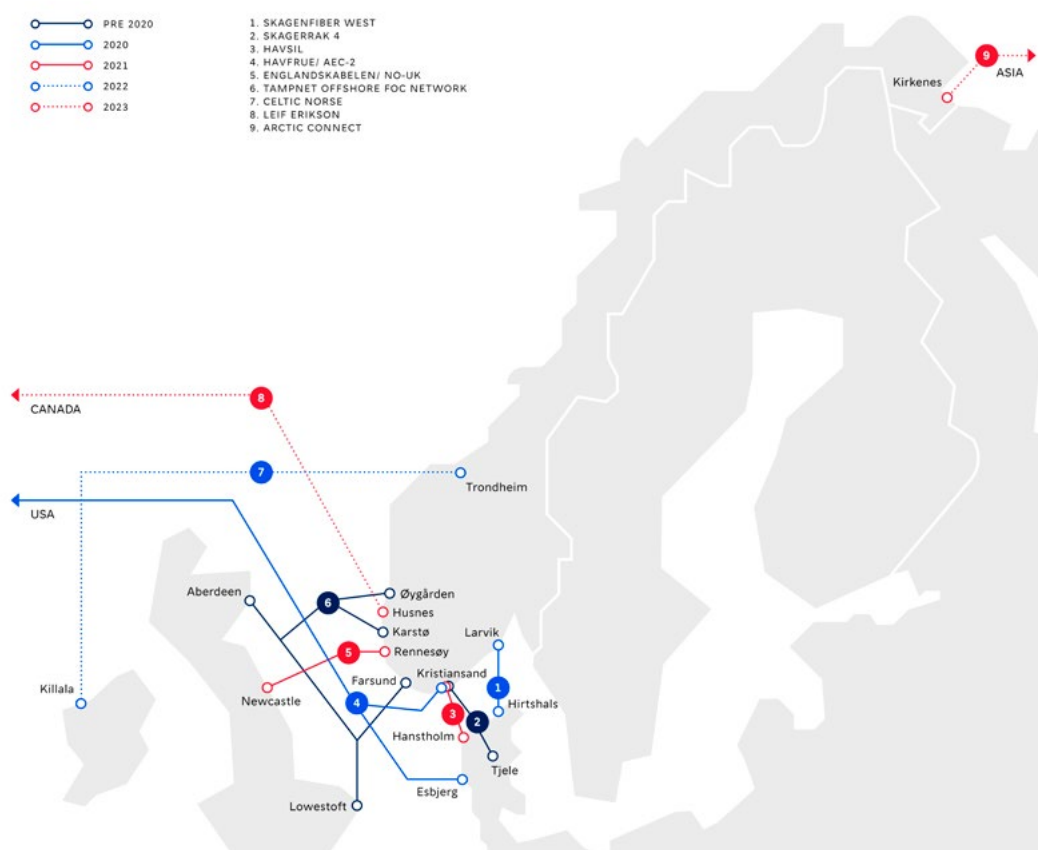 PRE 2020
2020
2021
2022
2023
1. SKAGENFIBER WEST
2. SKAGERRAK 4
3. HAVSIL
4. HAVFRUE/ AEC-2
5. ENGLANDSKABELEN/ NO-UK
6. TAMPNET OFFSHORE FOC NETWORK
7. CELTIC NORSE
8. LEIF ERIKSON
9. ARCTIC CONNECT
9
ASIA
Kirkenes
8
CANADA
7
Trondheim
USA
Aberdeen
6
Øygården
Husnes
Karstø
Larvik
5
Rennesøy
Farsund
Kristiansand
Killala
Newcastle
4
1
Hirtshals
3
2
Hanstholm
Tjele
Esbjerg
Lowestoft